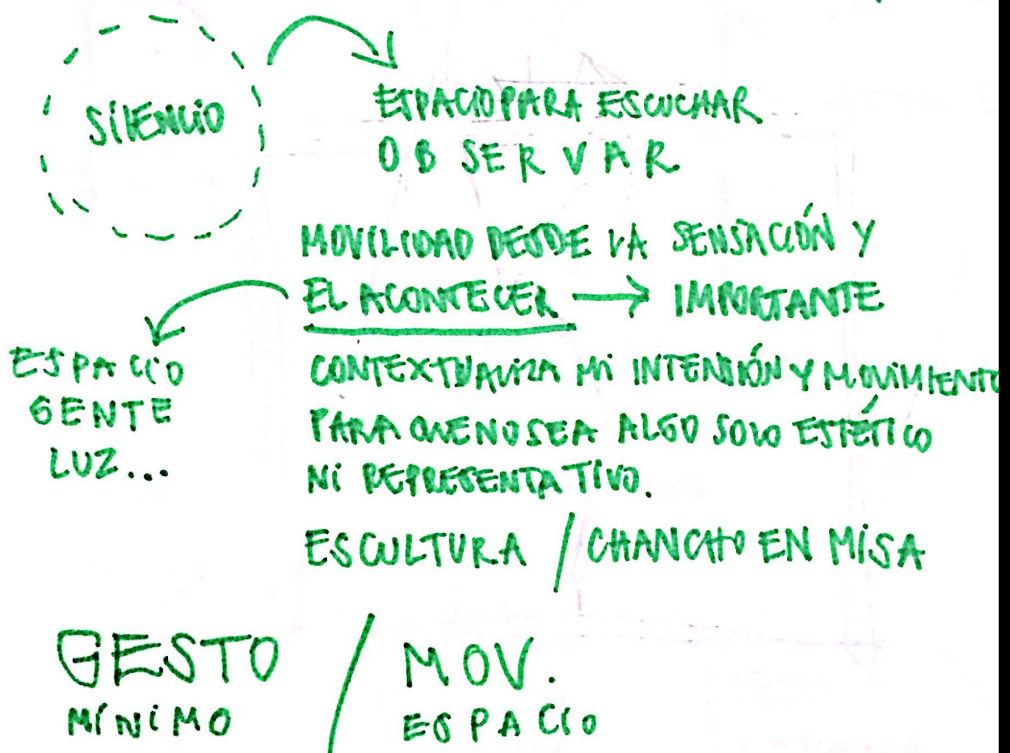 SILENCIO
ESPACIO PARA ESCUCHAR
OBSERVAR
MOVILIDAD DESDE LA SENSACIÓN Y
EL ACONTECER → IMPORTANTE
ESPACIO
GENTE
LUZ...
CONTEXTUALIZA MI INTENSIÓN Y MOVIMIENTO
PARA QUE NO SEA ALGO SOLO ESTÉTICO
NI REPRESENTATIVO.
ESCULTURA / CHANCHO EN MISA
GESTO / MOV.
MÍNIMO ESPACIO